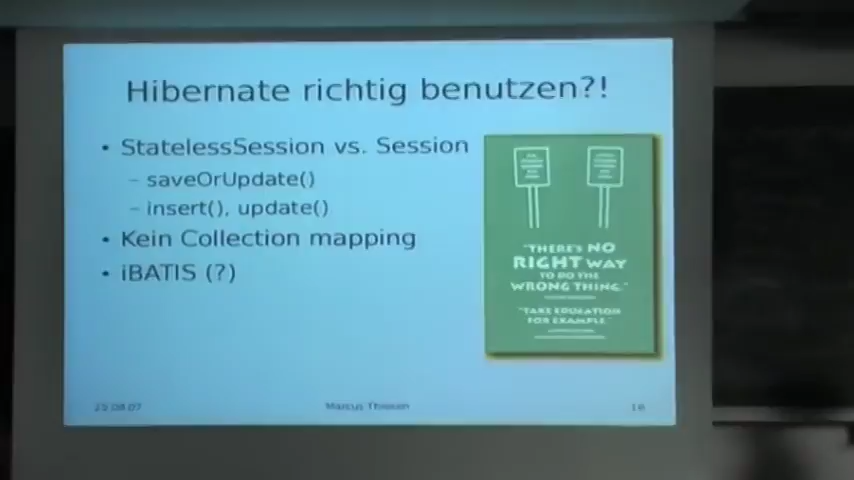 Hibernate richtig benutzen?!
• StatelessSession vs. Session
– saveOrUpdate()
– insert(), update()
• Kein Collection mapping
• iBATIS (?)
"THERE'S NO
RIGHT WAY
TO DO THE
WRONG THING."
"TAKE EDUCATION
FOR EXAMPLE."
Marcus